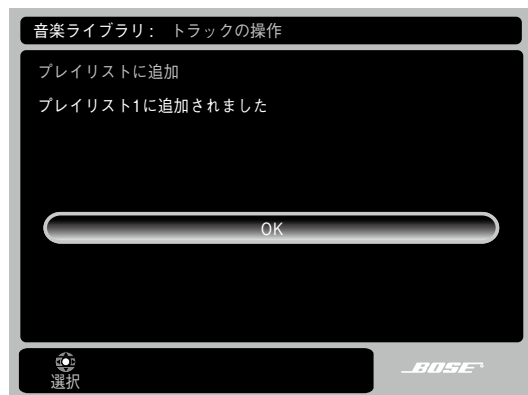 音楽ライブラリ: トラックの操作
プレイリストに追加
プレイリスト1に追加されました
OK
選択
BOSE